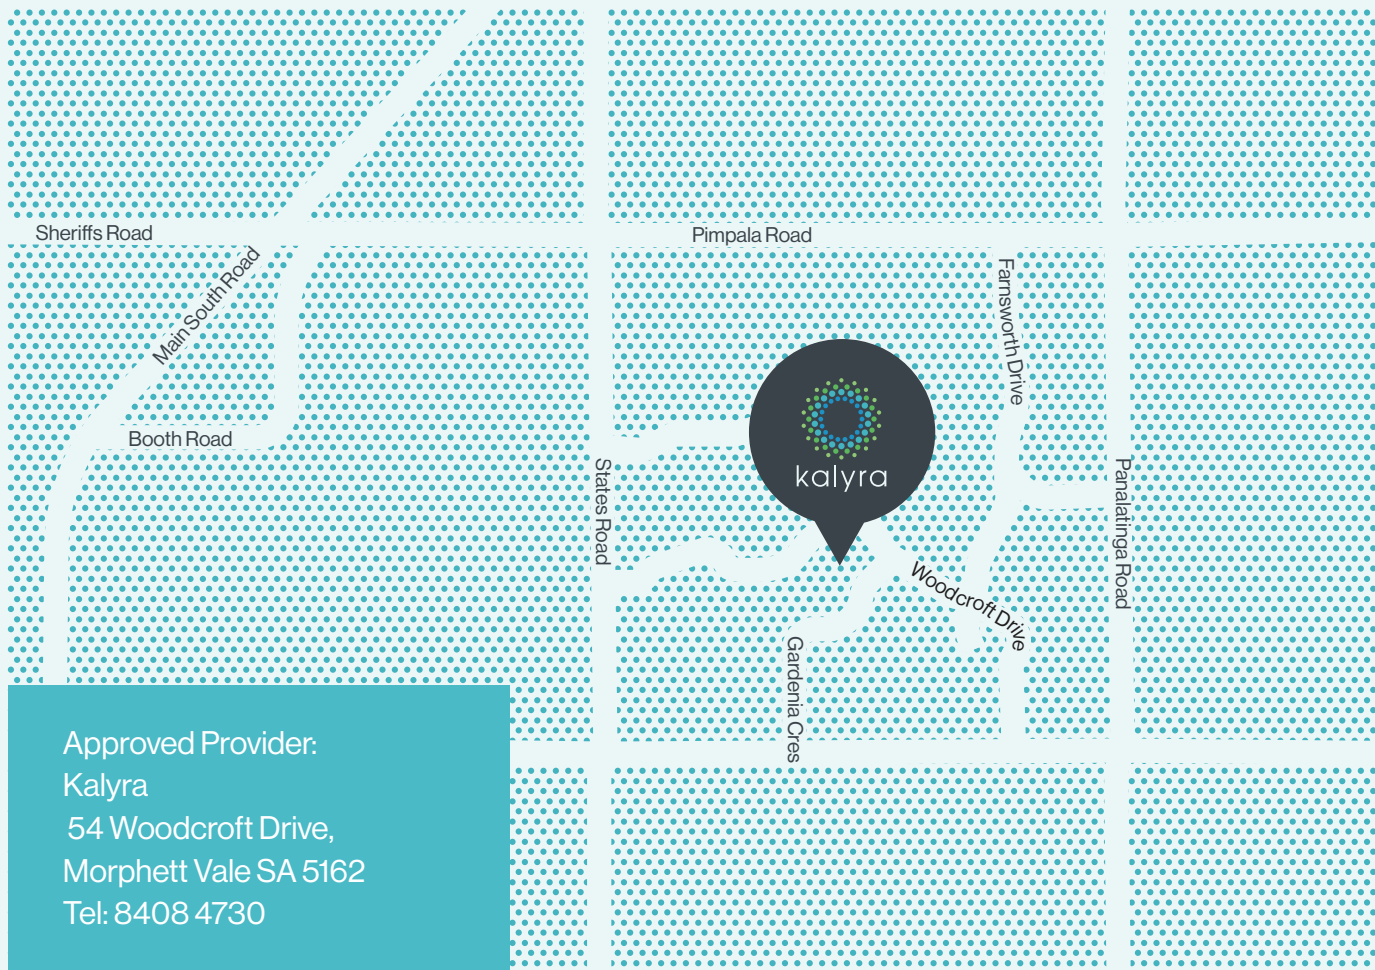 Sheriffs Road
Pimpala Road
Main South Road
Farnsworth Drive
Booth Road
kalyra
States Road
Panalatinga Road
Woodcroft Drive
Gardenia Cres
Approved Provider:
Kalyra
54 Woodcroft Drive,
Morphett Vale SA 5162
Tel: 8408 4730